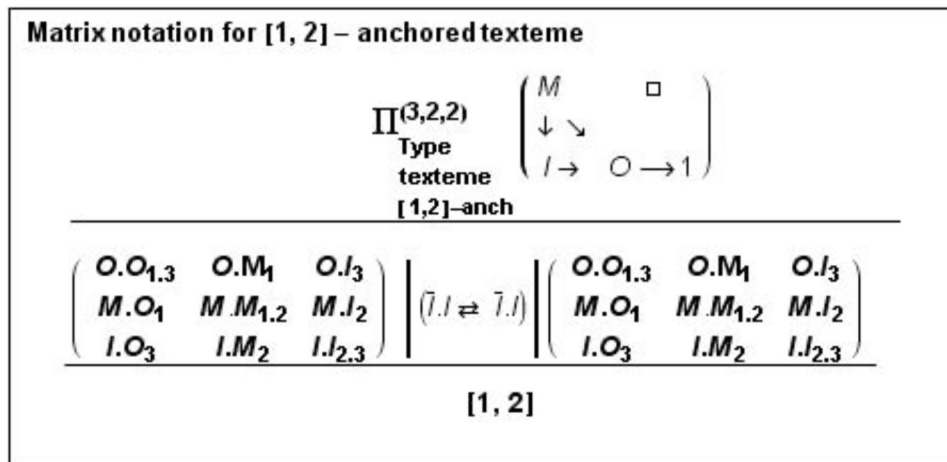 Matrix notation for [1, 2] – anchored texteme
∏(3,2,2) ( M □ )
Type ( ↓ ↘ )
texteme ( I → O ⟶ 1 )
[1,2]–anch
( O.O1.3 O.M1 O.I3 ) ( O.O1.3 O.M1 O.I3 )
( M.O1 M.M1.2 M.I2 ) | (i̅.I ⇄ i̅.I) | ( M.O1 M.M1.2 M.I2 )
( I.O3 I.M2 I.I2.3 ) ( I.O3 I.M2 I.I2.3 )
[1, 2]